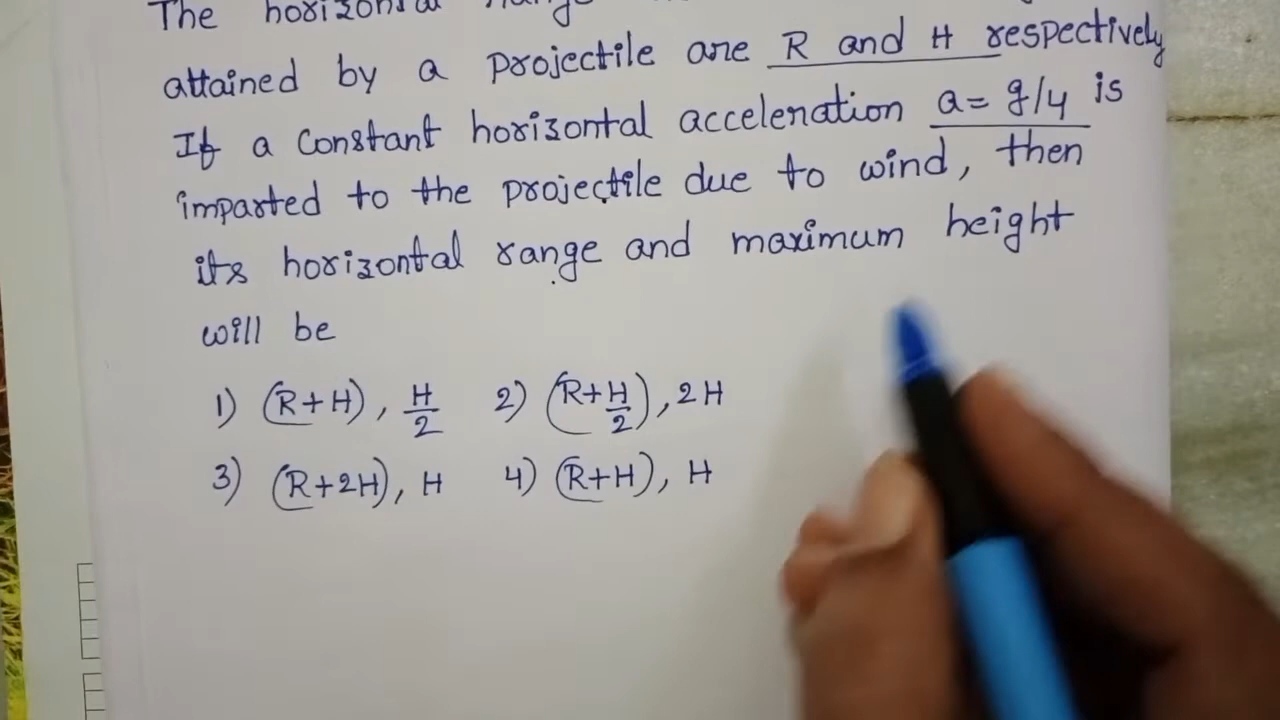 The horizontal
attained by a projectile are R and H respectively
If a constant horizontal acceleration a= g/4 is
imparted to the projectile due to wind, then
its horizontal range and maximum height
will be
1) (R+H), H/2 2) (R+H/2), 2H
3) (R+2H), H 4) (R+H), H